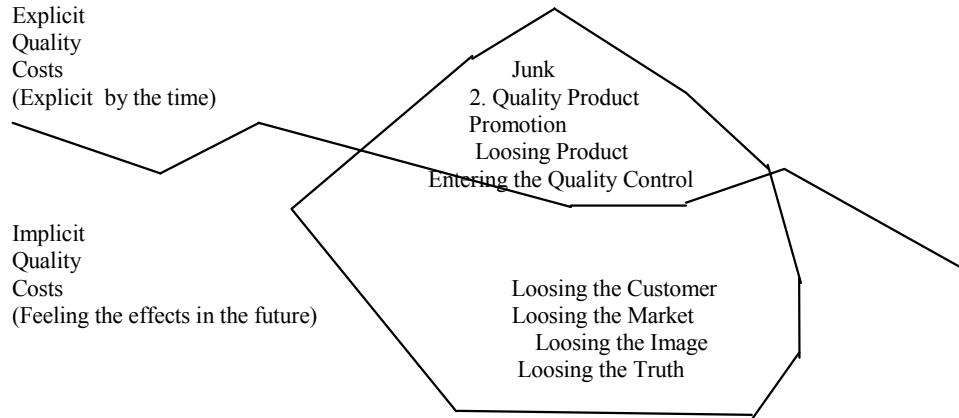 Explicit
Quality
Costs
(Explicit by the time)
Junk
2. Quality Product
Promotion
Loosing Product
Entering the Quality Control
Implicit
Quality
Costs
(Feeling the effects in the future)
Loosing the Customer
Loosing the Market
Loosing the Image
Loosing the Truth